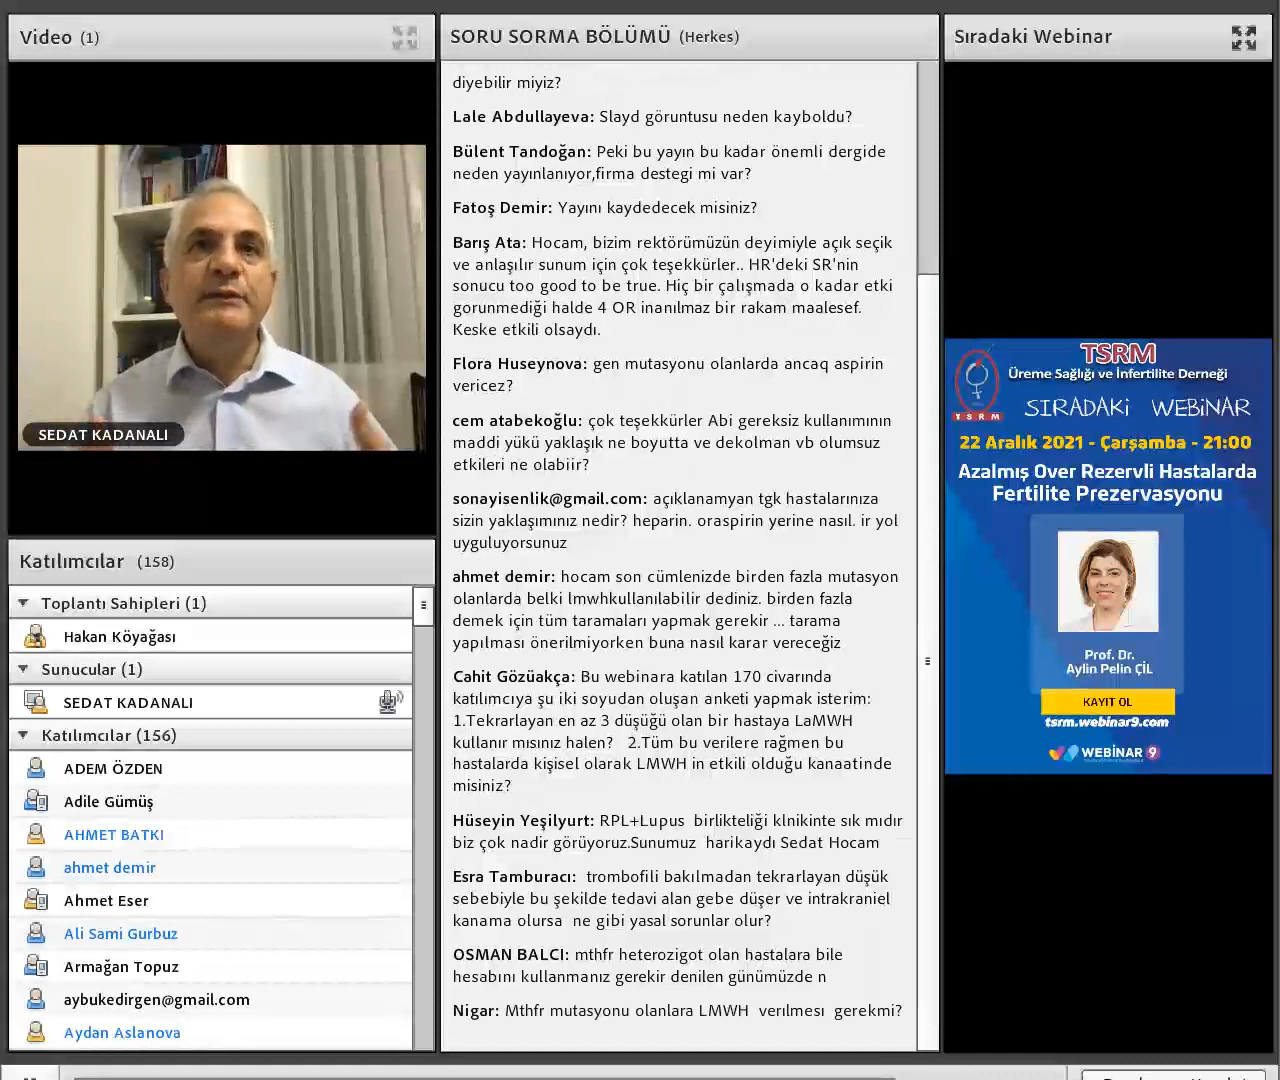 Video (1)
SEDAT KADANALI
Katılımcılar (158)
Toplantı Sahipleri (1)
Hakan Köyağası
Sunucular (1)
SEDAT KADANALI
Katılımcılar (156)
ADEM ÖZDEN
Adile Gümüş
AHMET BATKI
ahmet demir
Ahmet Eser
Ali Sami Gurbuz
Armağan Topuz
aybukedirgen@gmail.com
Aydan Aslanova
SORU SORMA BÖLÜMÜ (Herkes)
diyebilir miyiz?
Lale Abdullayeva: Slayd göruntusu neden kayboldu?
Bülent Tandoğan: Peki bu yayın bu kadar önemli dergide
neden yayınlanıyor,firma destegi mi var?
Fatoş Demir: Yayını kaydedecek misiniz?
Barış Ata: Hocam, bizim rektörümüzün deyimiyle açık seçik
ve anlaşılır sunum için çok teşekkürler.. HR'deki SR'nin
sonucu too good to be true. Hiç bir çalışmada o kadar etki
gorunmediği halde 4 OR inanılmaz bir rakam maalesef.
Keske etkili olsaydı.
Flora Huseynova: gen mutasyonu olanlarda ancaq aspirin
vericez?
cem atabekoğlu: çok teşekkürler Abi gereksiz kullanımının
maddi yükü yaklaşık ne boyutta ve dekolman vb olumsuz
etkileri ne olabiir?
sonayisenlik@gmail.com: açıklanamyan tgk hastalarınıza
sizin yaklaşımınız nedir? heparin. oraspirin yerine nasıl. ir yol
uyguluyorsunuz
ahmet demir: hocam son cümlenizde birden fazla mutasyon
olanlarda belki lmwhkullanılabilir dediniz. birden fazla
demek için tüm taramaları yapmak gerekir ... tarama
yapılması önerilmiyorken buna nasıl karar vereceğiz
Cahit Gözüakça: Bu webinara katılan 170 civarında
katılımcıya şu iki soyudan oluşan anketi yapmak isterim:
1.Tekrarlayan en az 3 düşüğü olan bir hastaya LaMWH
kullanır mısınız halen? 2.Tüm bu verilere rağmen bu
hastalarda kişisel olarak LMWH in etkili olduğu kanaatinde
misiniz?
Hüseyin Yeşilyurt: RPL+Lupus birlikteliği klnikinte sık mıdır
biz çok nadir görüyoruz.Sunumuz harikaydı Sedat Hocam
Esra Tamburacı: trombofili bakılmadan tekrarlayan düşük
sebebiyle bu şekilde tedavi alan gebe düşer ve intrakraniel
kanama olursa ne gibi yasal sorunlar olur?
OSMAN BALCI: mthfr heterozigot olan hastalara bile
hesabını kullanmanız gerekir denilen günümüzde n
Nigar: Mthfr mutasyonu olanlara LMWH verılmesı gerekmi?
Sıradaki Webinar
TSRM
Üreme Sağlığı ve İnfertilite Derneği
TSRM
SIRADAKİ WEBİNAR
22 Aralık 2021 - Çarşamba - 21:00
Azalmış Over Rezervli Hastalarda
Fertilite Prezervasyonu
Prof. Dr.
Aylin Pelin ÇİL
KAYIT OL
tsrm.webinar9.com
WEBİNAR 9